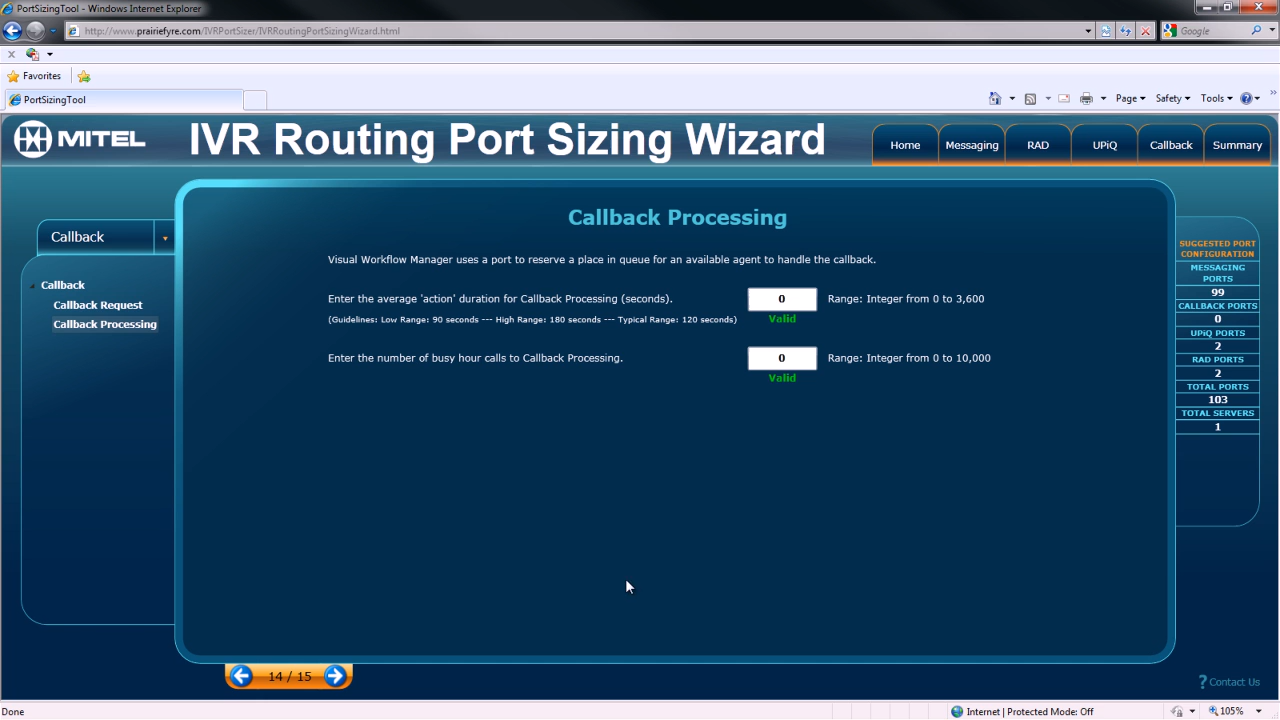 PortSizingTool - Windows Internet Explorer
http://www.prairiefyre.com/IVRPortSizer/IVRRoutingPortSizingWizard.html
Google
x
Favorites
PortSizingTool
Page
Safety
Tools
MITEL
IVR Routing Port Sizing Wizard
Home
Messaging
RAD
UPiQ
Callback
Summary
Callback
Callback
Callback Request
Callback Processing
Callback Processing
Visual Workflow Manager uses a port to reserve a place in queue for an available agent to handle the callback.
Enter the average 'action' duration for Callback Processing (seconds).
0
Range: Integer from 0 to 3,600
(Guidelines: Low Range: 90 seconds --- High Range: 180 seconds --- Typical Range: 120 seconds)
Valid
Enter the number of busy hour calls to Callback Processing.
0
Range: Integer from 0 to 10,000
Valid
SUGGESTED PORT
CONFIGURATION
MESSAGING
PORTS
99
CALLBACK PORTS
0
UPiQ PORTS
2
RAD PORTS
2
TOTAL PORTS
103
TOTAL SERVERS
1
14 / 15
? Contact Us
Done
Internet | Protected Mode: Off
105%